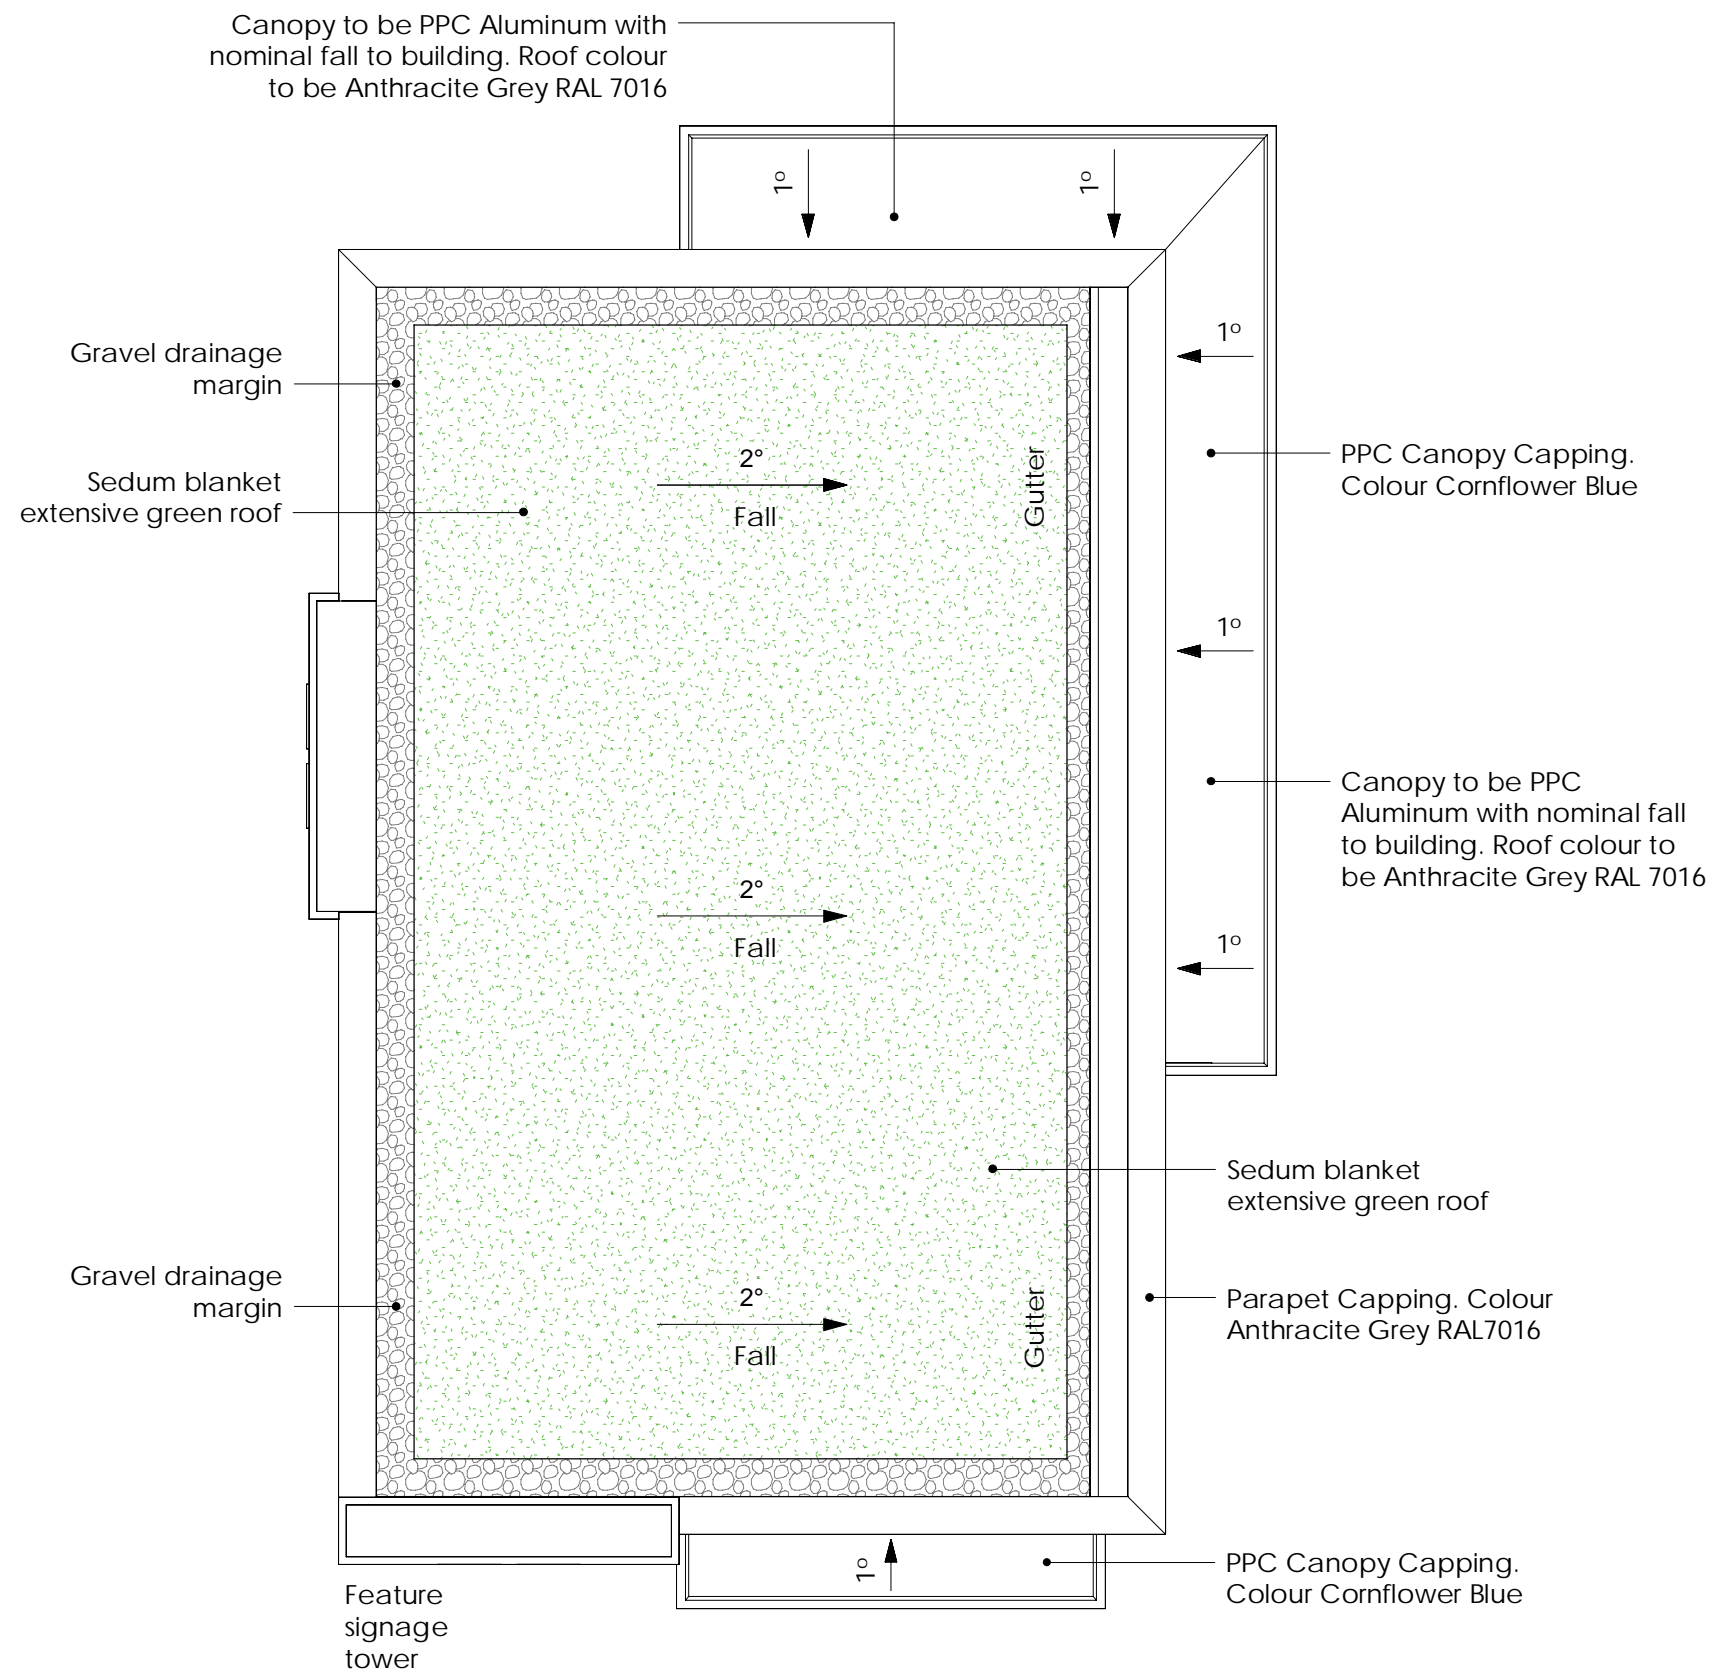 Canopy to be PPC Aluminum with
nominal fall to building. Roof colour
to be Anthracite Grey RAL 7016
1º
1º
1º
Gravel drainage
margin
PPC Canopy Capping.
Colour Cornflower Blue
2°
Fall
Gutter
Sedum blanket
extensive green roof
1º
Canopy to be PPC
Aluminum with nominal fall
to building. Roof colour to
be Anthracite Grey RAL 7016
2°
Fall
1º
Sedum blanket
extensive green roof
Gravel drainage
margin
2°
Fall
Gutter
Parapet Capping. Colour
Anthracite Grey RAL7016
1º
PPC Canopy Capping.
Colour Cornflower Blue
Feature
signage
tower